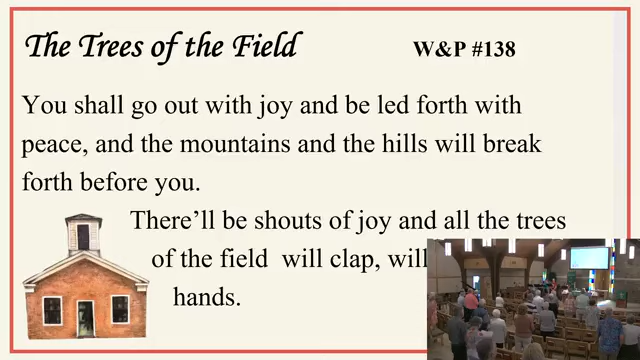 The Trees of the Field
W&P #138
You shall go out with joy and be led forth with
peace, and the mountains and the hills will break
forth before you.
There’ll be shouts of joy and all the trees
of the field  will clap, will
hands.